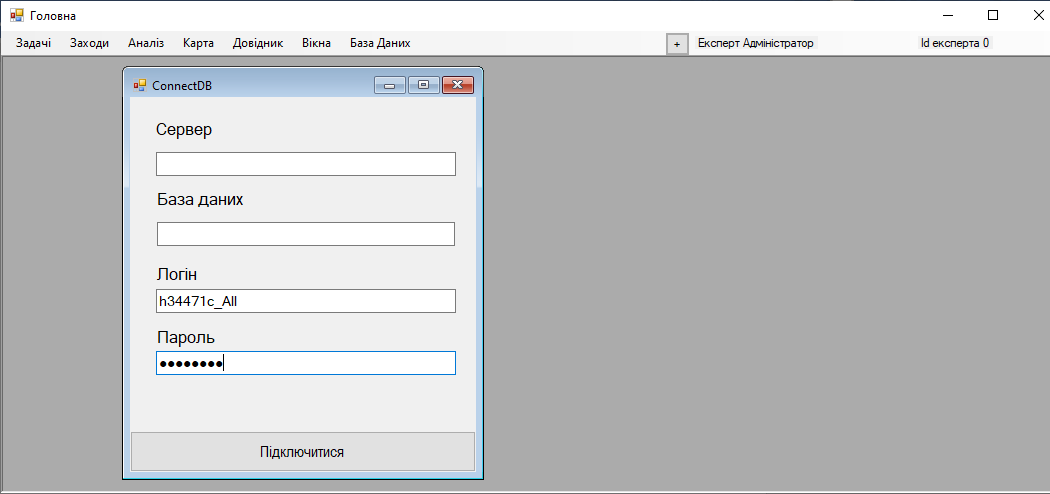 Головна
Задачі Заходи Аналіз Карта Довідник Вікна База Даних + Експерт Адміністратор Id експерта 0
ConnectDB
Сервер
База даних
Логін
h34471c_All
Пароль
●●●●●●●●
Підключитися